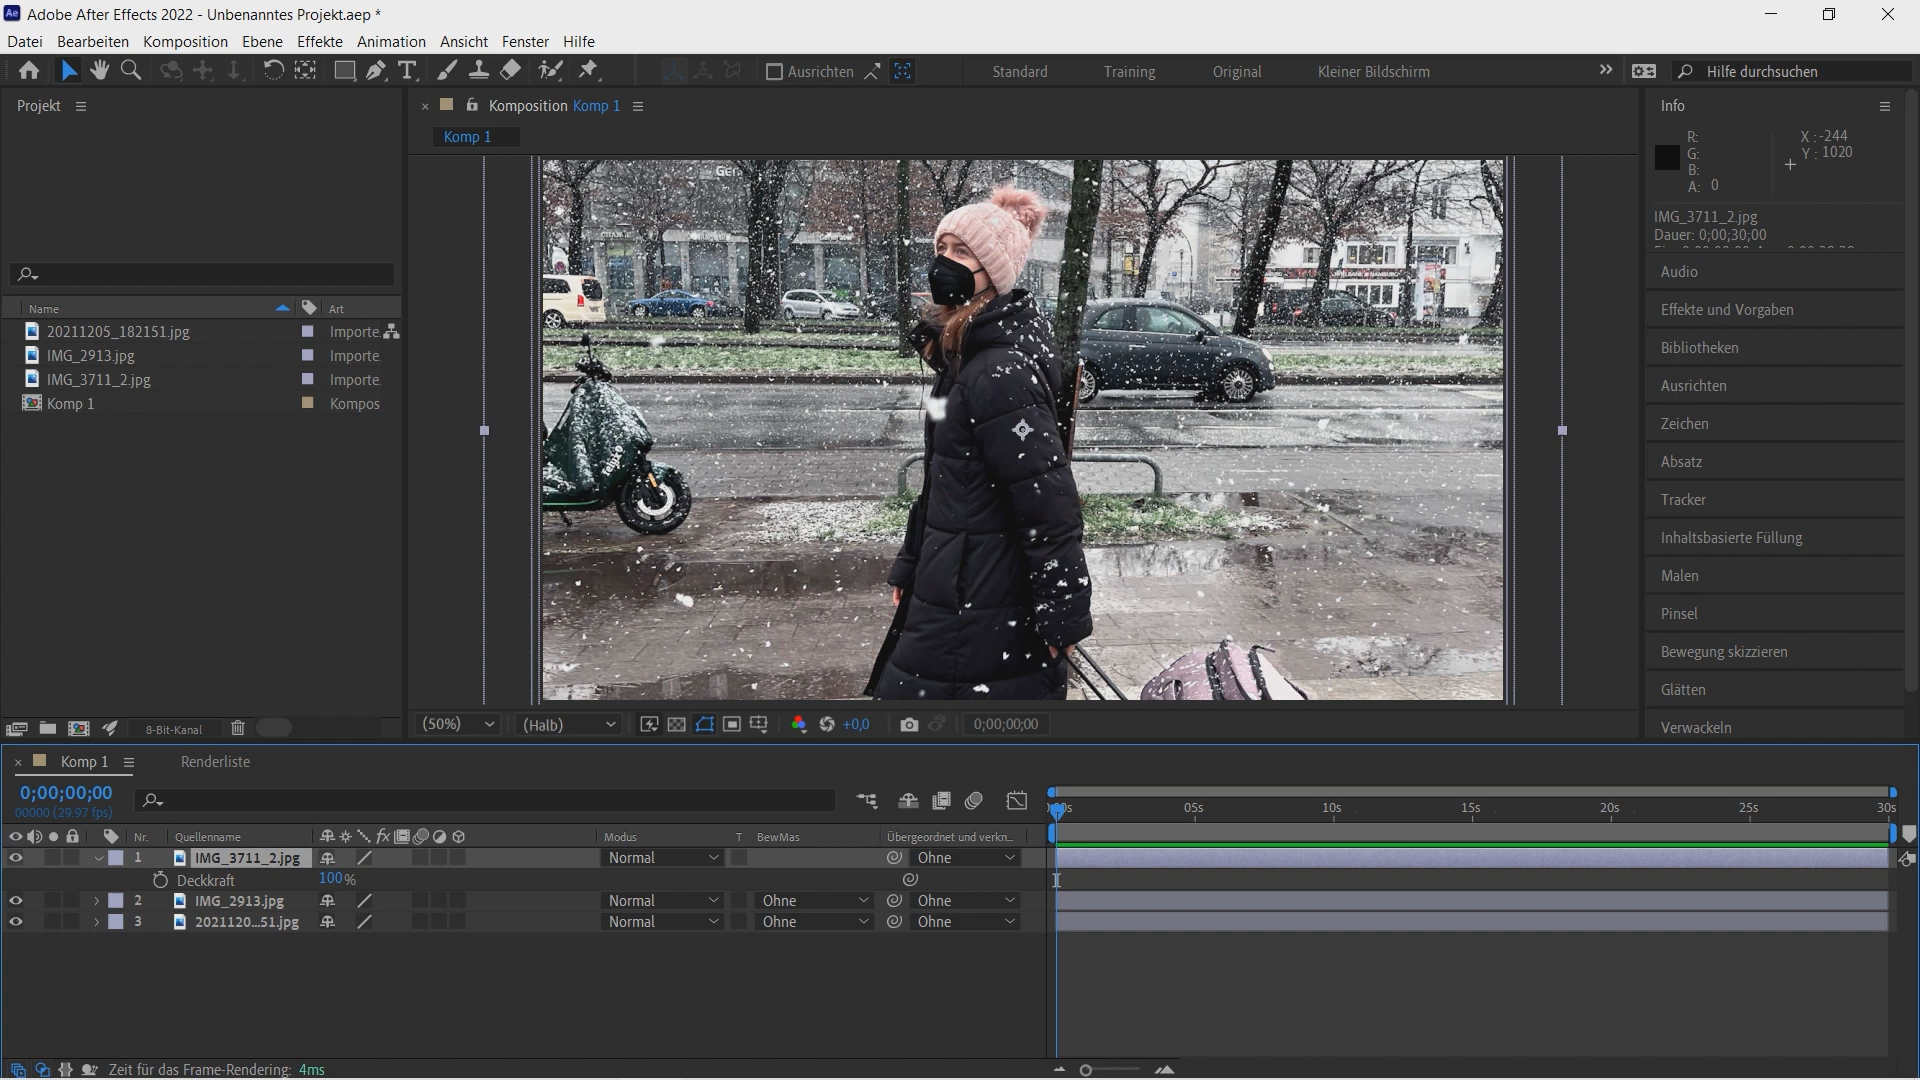 Adobe After Effects 2022 - Unbenanntes Projekt.aep *
Datei Bearbeiten Komposition Ebene Effekte Animation Ansicht Fenster Hilfe
Ausrichten Standard Training Original Kleiner Bildschirm Hilfe durchsuchen
Projekt
Name Art
20211205_182151.jpg Importe
IMG_2913.jpg Importe
IMG_3711_2.jpg Importe
Komp 1 Kompos
8-Bit-Kanal
Komposition Komp 1
Komp 1
felyx
(50%) (Halb) +0,0 0;00;00;00
Info
R: X : -244
G: Y : 1020
B:
A: 0
IMG_3711_2.jpg
Dauer: 0;00;30;00
Audio
Effekte und Vorgaben
Bibliotheken
Ausrichten
Zeichen
Absatz
Tracker
Inhaltsbasierte Füllung
Malen
Pinsel
Bewegung skizzieren
Glätten
Verwackeln
Komp 1 Renderliste
0;00;00;00
00000 (29.97 fps)
05s 10s 15s 20s 25s 30s
Nr. Quellenname fx Modus T BewMas Übergeordnet und verkn...
1 IMG_3711_2.jpg Normal Ohne
Deckkraft 100%
2 IMG_2913.jpg Normal Ohne Ohne
3 2021120...51.jpg Normal Ohne Ohne
Zeit für das Frame-Rendering: 4ms